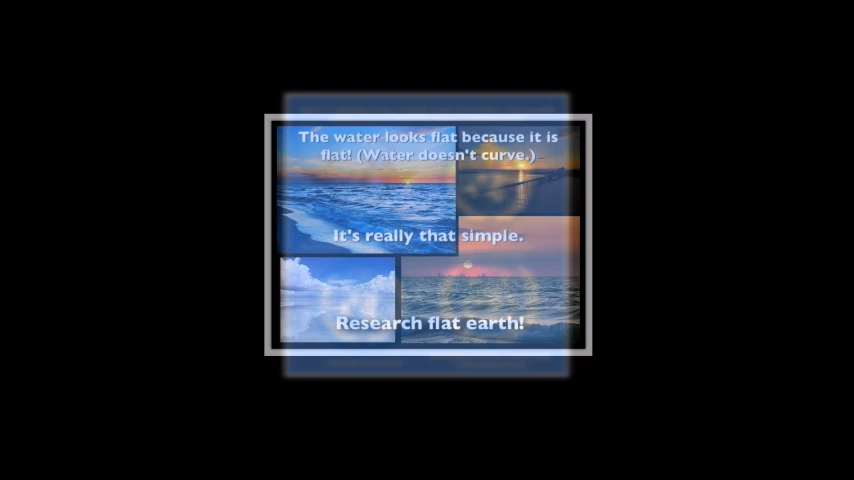 The water looks flat because it is
flat! (Water doesn't curve.)
It's really that simple.
Research flat earth!